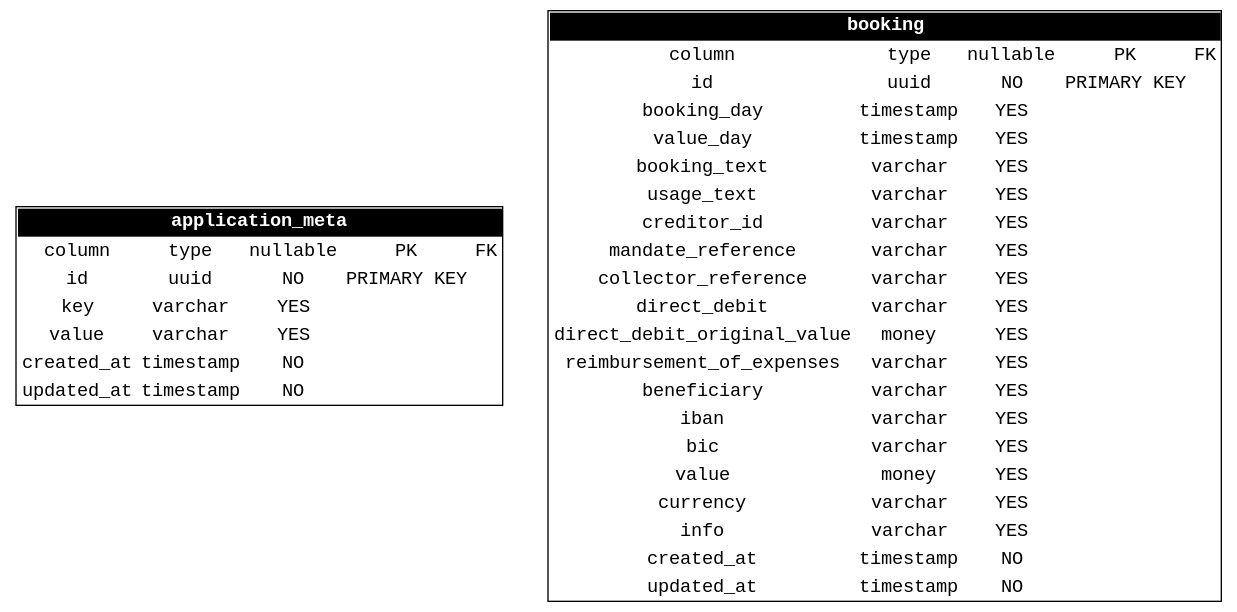 application_meta
column type nullable PK FK
id uuid NO PRIMARY KEY
key varchar YES
value varchar YES
created_at timestamp NO
updated_at timestamp NO
booking
column type nullable PK FK
id uuid NO PRIMARY KEY
booking_day timestamp YES
value_day timestamp YES
booking_text varchar YES
usage_text varchar YES
creditor_id varchar YES
mandate_reference varchar YES
collector_reference varchar YES
direct_debit varchar YES
direct_debit_original_value money YES
reimbursement_of_expenses varchar YES
beneficiary varchar YES
iban varchar YES
bic varchar YES
value money YES
currency varchar YES
info varchar YES
created_at timestamp NO
updated_at timestamp NO